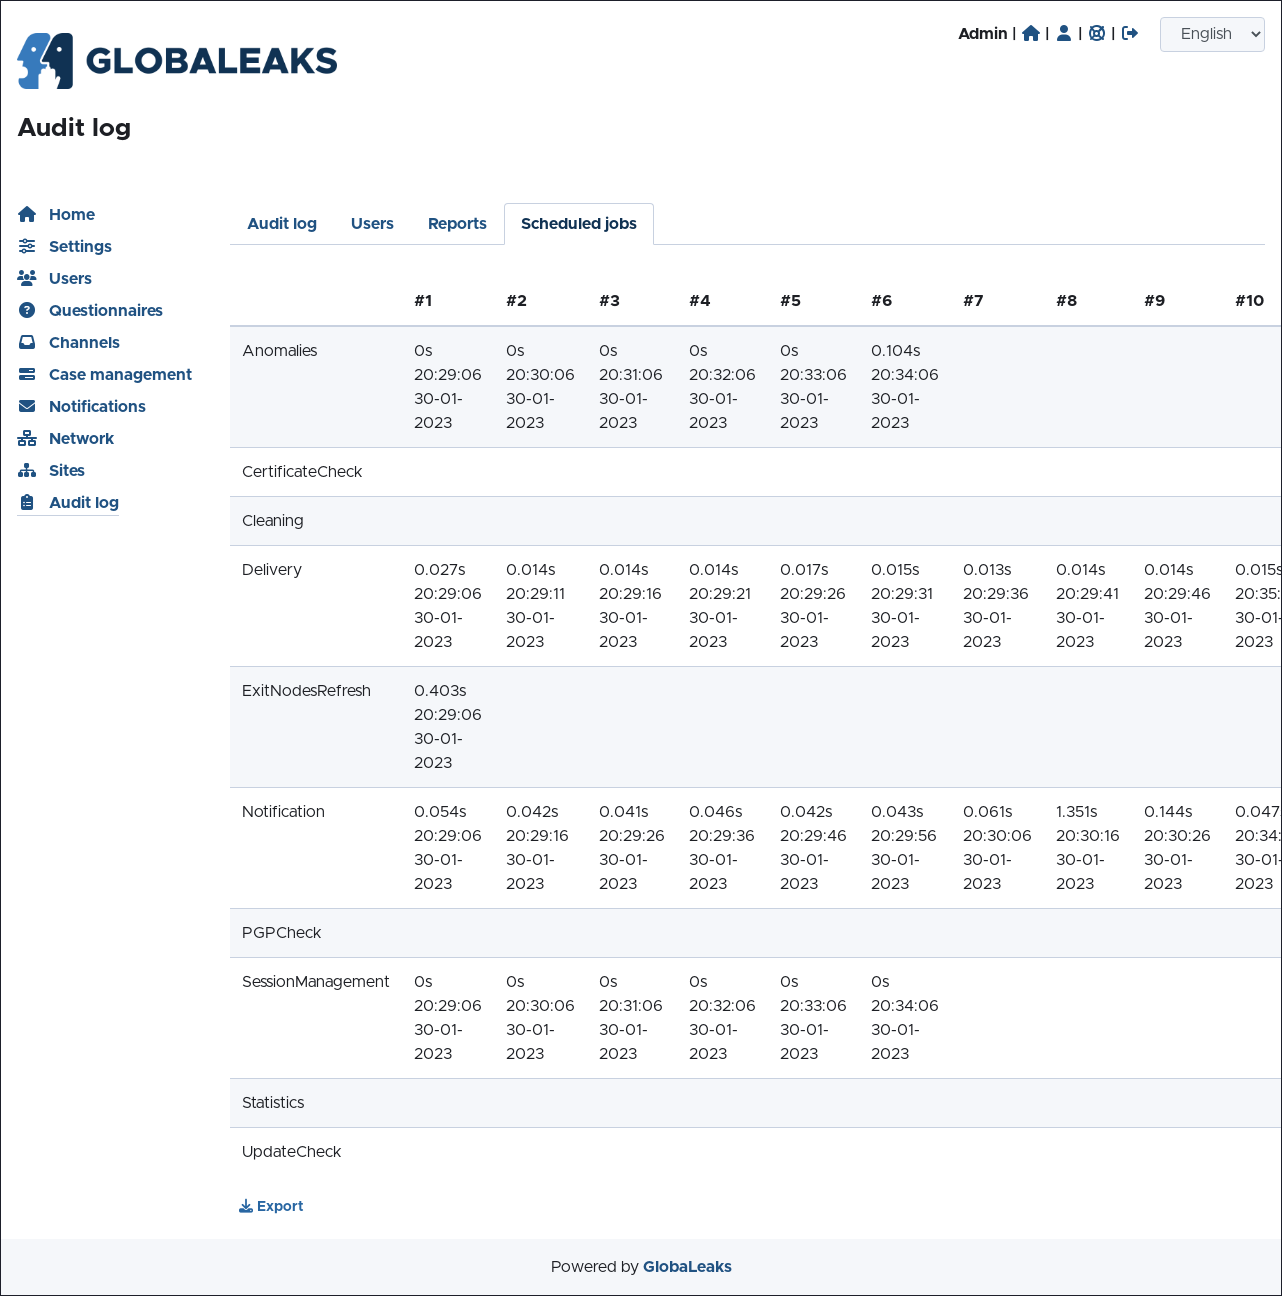 GLOBALEAKS
Admin | | | | English
Audit log
Home
Settings
Users
Questionnaires
Channels
Case management
Notifications
Network
Sites
Audit log
Audit log Users Reports Scheduled jobs
#1 #2 #3 #4 #5 #6 #7 #8 #9 #10
Anomalies 0s 0s 0s 0s 0s 0.104s
20:29:06 20:30:06 20:31:06 20:32:06 20:33:06 20:34:06
30-01- 30-01- 30-01- 30-01- 30-01- 30-01-
2023 2023 2023 2023 2023 2023
CertificateCheck
Cleaning
Delivery 0.027s 0.014s 0.014s 0.014s 0.017s 0.015s 0.013s 0.014s 0.014s 0.015s
20:29:06 20:29:11 20:29:16 20:29:21 20:29:26 20:29:31 20:29:36 20:29:41 20:29:46 20:35:
30-01- 30-01- 30-01- 30-01- 30-01- 30-01- 30-01- 30-01- 30-01- 30-01-
2023 2023 2023 2023 2023 2023 2023 2023 2023 2023
ExitNodesRefresh 0.403s
20:29:06
30-01-
2023
Notification 0.054s 0.042s 0.041s 0.046s 0.042s 0.043s 0.061s 1.351s 0.144s 0.047
20:29:06 20:29:16 20:29:26 20:29:36 20:29:46 20:29:56 20:30:06 20:30:16 20:30:26 20:34:
30-01- 30-01- 30-01- 30-01- 30-01- 30-01- 30-01- 30-01- 30-01- 30-01-
2023 2023 2023 2023 2023 2023 2023 2023 2023 2023
PGPCheck
SessionManagement 0s 0s 0s 0s 0s 0s
20:29:06 20:30:06 20:31:06 20:32:06 20:33:06 20:34:06
30-01- 30-01- 30-01- 30-01- 30-01- 30-01-
2023 2023 2023 2023 2023 2023
Statistics
UpdateCheck
Export
Powered by GlobaLeaks